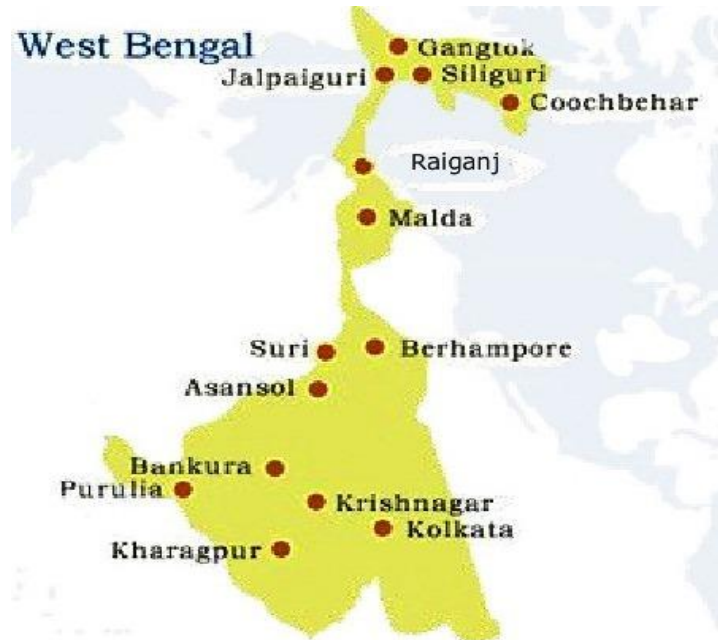 West Bengal
Gangtok
Jalpaiguri
Siliguri
Coochbehar
Raiganj
Malda
Suri
Berhampore
Asansol
Bankura
Purulia
Krishnagar
Kolkata
Kharagpur